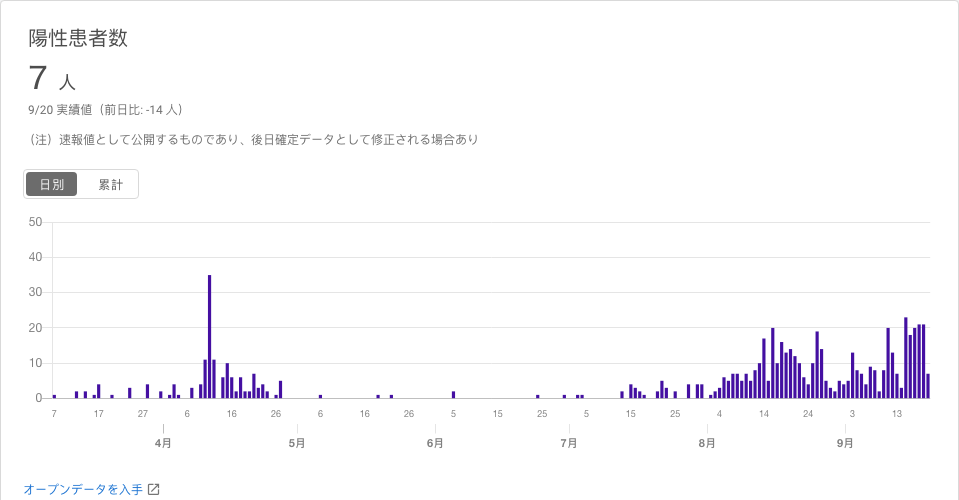 陽性患者数
7 人
9/20 実績値（前日比: -14 人）
（注）速報値として公開するものであり、後日確定データとして修正される場合あり
日別 累計
50
40
30
20
10
0
7 17 27 6 16 26 6 16 26 5 15 25 5 15 25 4 14 24 3 13
4月 5月 6月 7月 8月 9月
オープンデータを入手